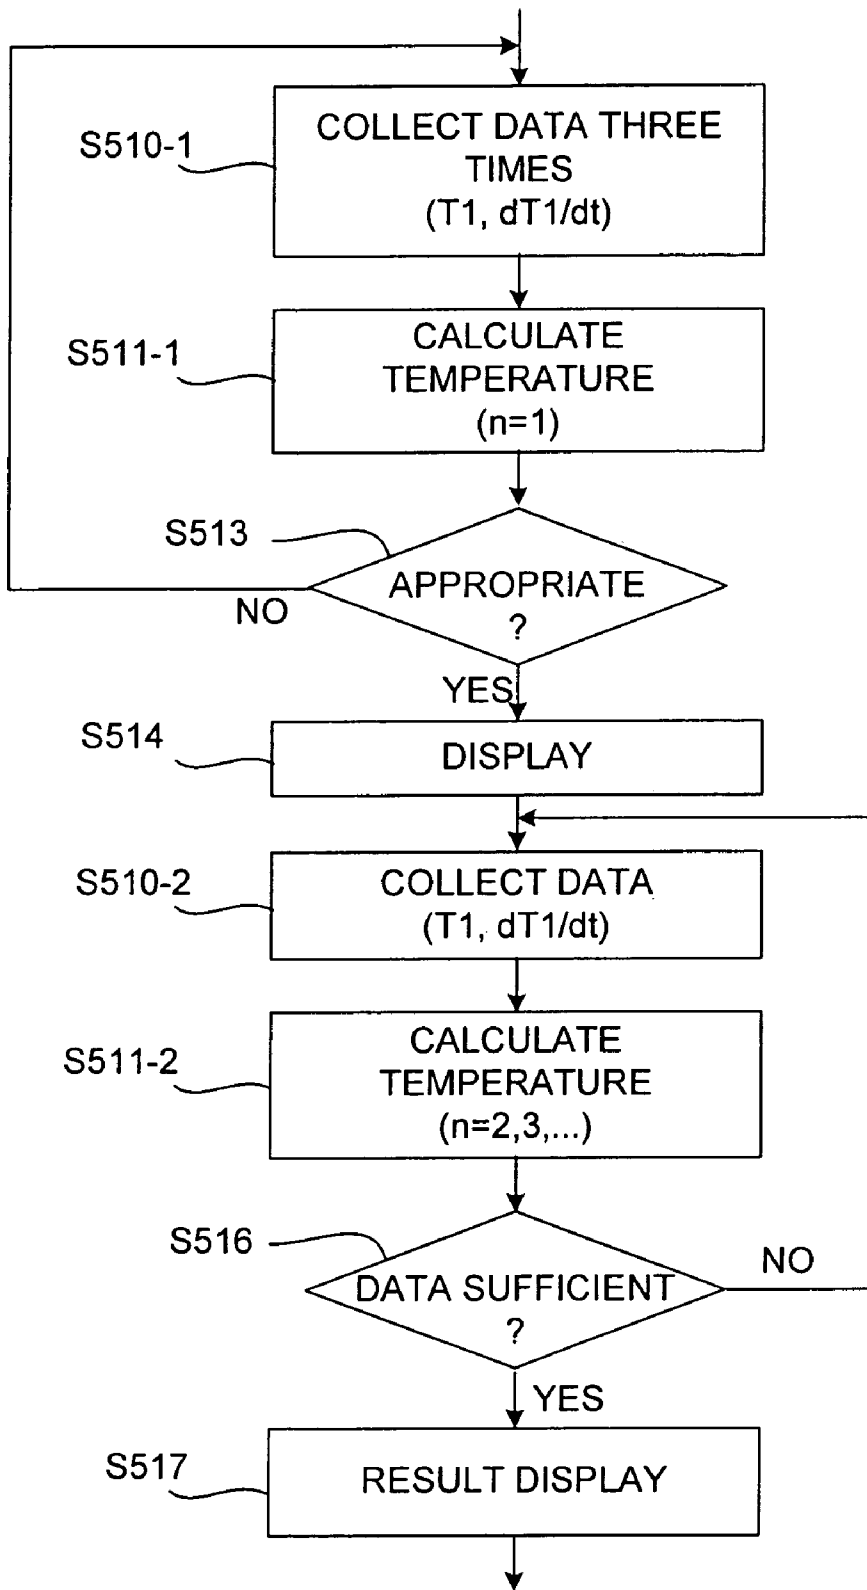 S510-1
COLLECT DATA THREE
TIMES
(T1, dT1/dt)
S511-1
CALCULATE
TEMPERATURE
(n=1)
S513
APPROPRIATE
?
NO
YES
S514
DISPLAY
S510-2
COLLECT DATA
(T1, dT1/dt)
S511-2
CALCULATE
TEMPERATURE
(n=2,3,...)
S516
DATA SUFFICIENT
?
NO
YES
S517
RESULT DISPLAY